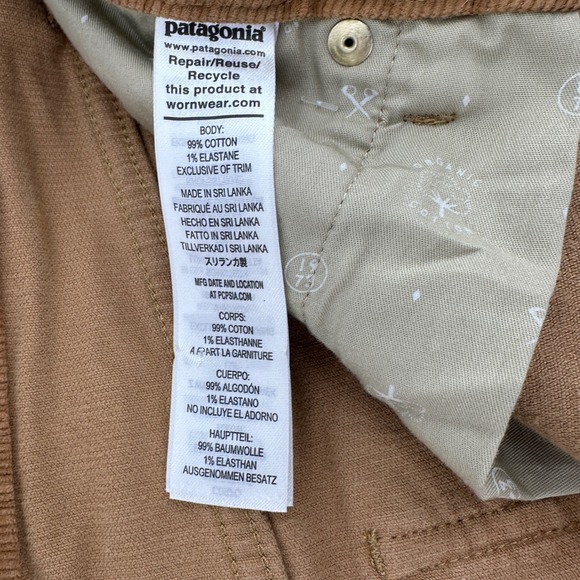 patagonia®
www.patagonia.com
Repair/Reuse/
Recycle
this product at
wornwear.com
BODY:
99% COTTON
1% ELASTANE
EXCLUSIVE OF TRIM
MADE IN SRI LANKA
FABRIQUÉ AU SRI LANKA
HECHO EN SRI LANKA
FATTO IN SRI LANKA
TILLVERKAD I SRI LANKA
スリランカ製
MFG DATE AND LOCATION
AT PCPSIA.COM
CORPS:
99% COTON
1% ELASTHANNE
A PART LA GARNITURE
CUERPO:
99% ALGODÓN
1% ELASTANO
NO INCLUYE EL ADORNO
HAUPTTEIL:
99% BAUMWOLLE
1% ELASTHAN
AUSGENOMMEN BESATZ
ORGANIC
COTTON
19
73